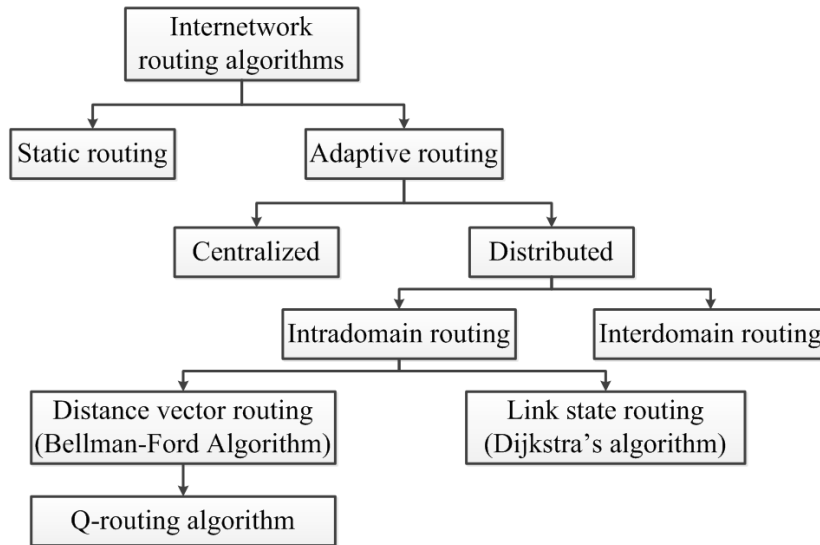 Internetwork
routing algorithms
Static routing
Adaptive routing
Centralized
Distributed
Intradomain routing
Interdomain routing
Distance vector routing
(Bellman-Ford Algorithm)
Link state routing
(Dijkstra’s algorithm)
Q-routing algorithm